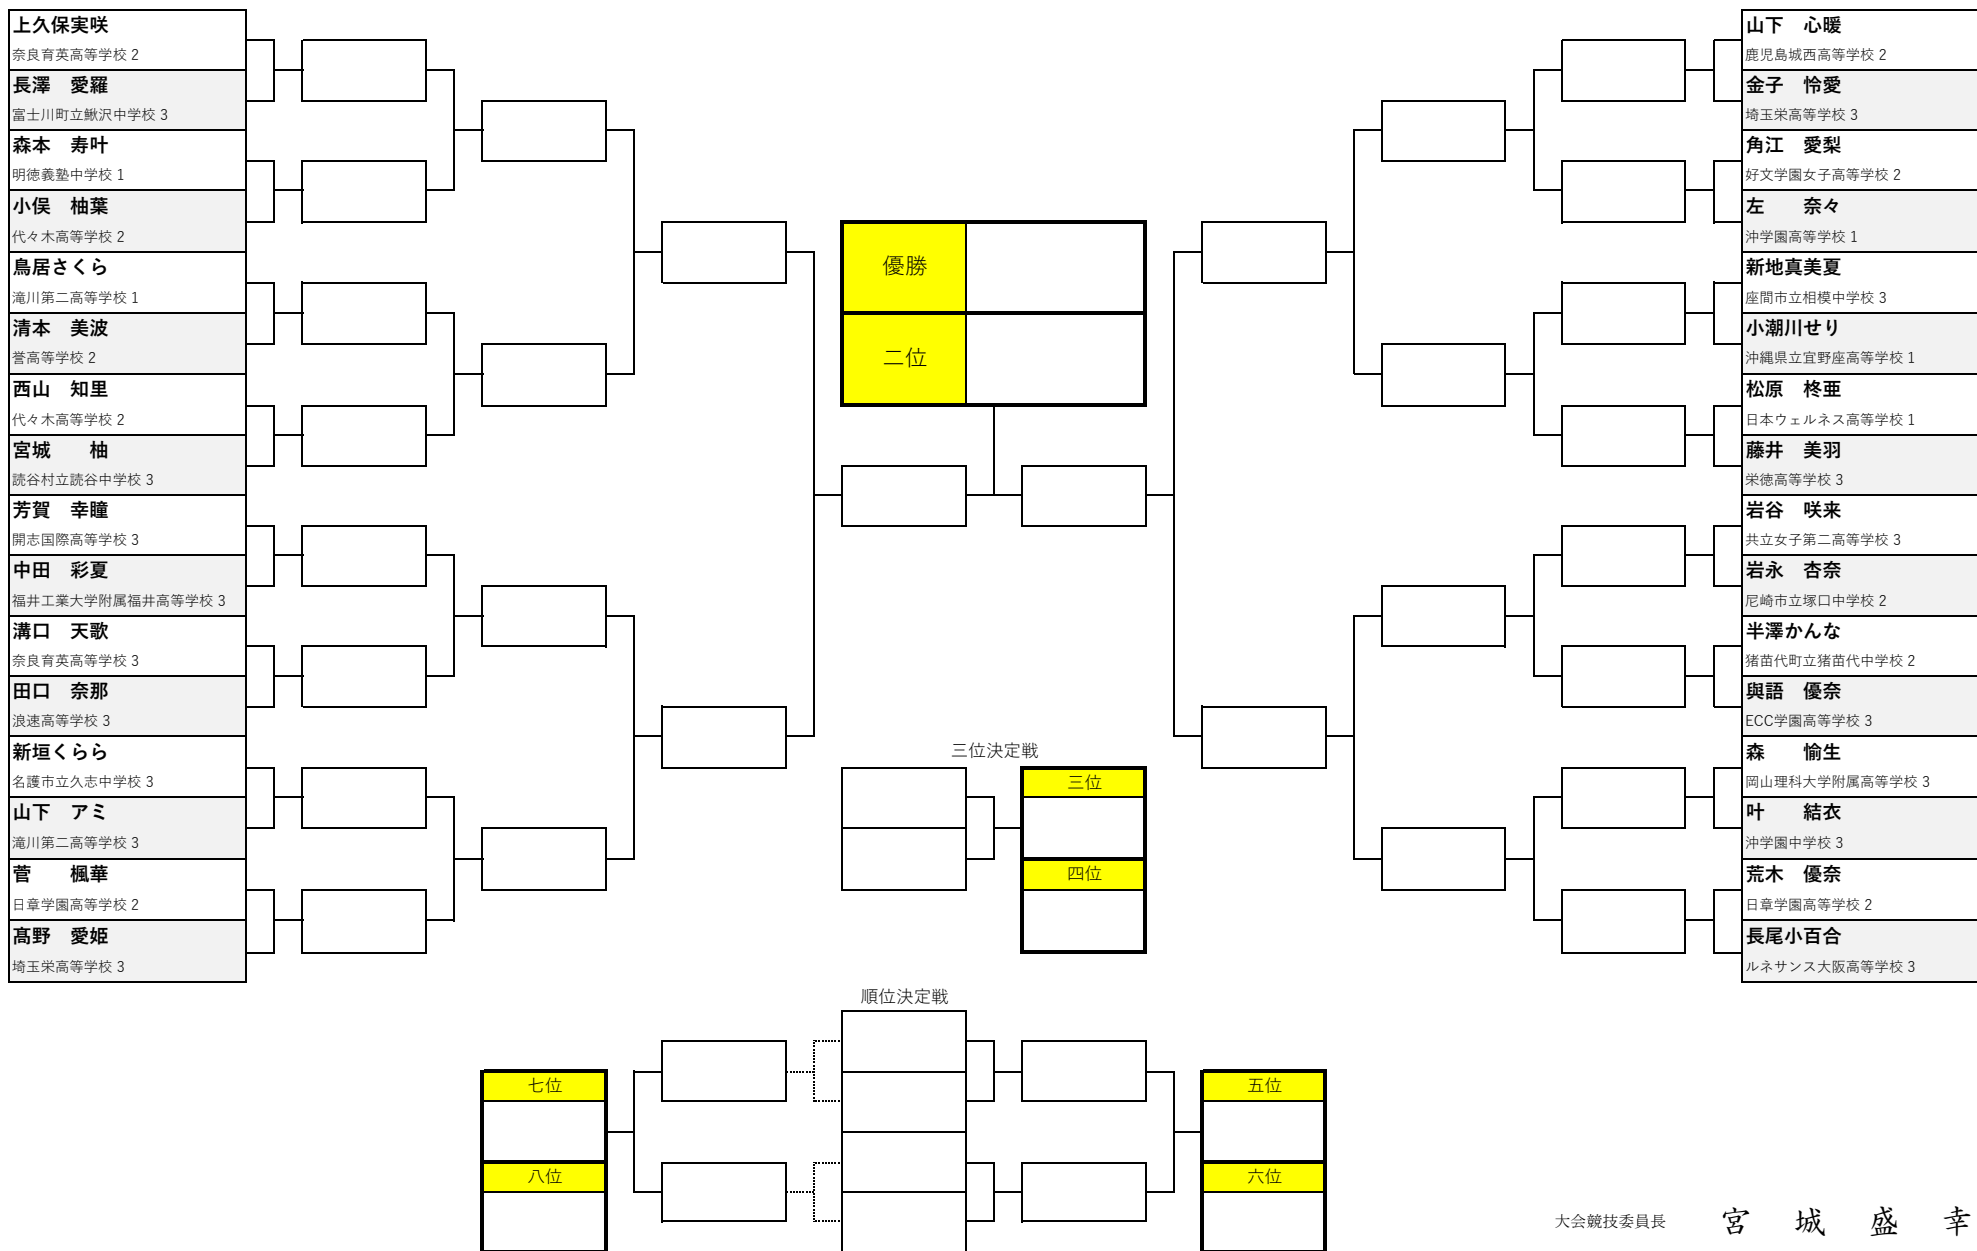 上久保実咲
奈良育英高等学校 2
長澤　愛羅
富士川町立鰍沢中学校 3
森本　寿叶
明徳義塾中学校 1
小俣　柚葉
代々木高等学校 2
鳥居さくら
滝川第二高等学校 1
清本　美波
誉高等学校 2
西山　知里
代々木高等学校 2
宮城　　柚
読谷村立読谷中学校 3
芳賀　幸瞳
開志国際高等学校 3
中田　彩夏
福井工業大学附属福井高等学校 3
溝口　天歌
奈良育英高等学校 3
田口　奈那
浪速高等学校 3
新垣くらら
名護市立久志中学校 3
山下　アミ
滝川第二高等学校 3
菅　　楓華
日章学園高等学校 2
髙野　愛姫
埼玉栄高等学校 3
優勝
二位
三位決定戦
三位
四位
順位決定戦
七位
八位
五位
六位
山下　心暖
鹿児島城西高等学校 2
金子　怜愛
埼玉栄高等学校 3
角江　愛梨
好文学園女子高等学校 2
左　　奈々
沖学園高等学校 1
新地真美夏
座間市立相模中学校 3
小潮川せり
沖縄県立宜野座高等学校 1
松原　柊亜
日本ウェルネス高等学校 1
藤井　美羽
栄徳高等学校 3
岩谷　咲来
共立女子第二高等学校 3
岩永　杏奈
尼崎市立塚口中学校 2
半澤かんな
猪苗代町立猪苗代中学校 2
與語　優奈
ECC学園高等学校 3
森　　愉生
岡山理科大学附属高等学校 3
叶　　結衣
沖学園中学校 3
荒木　優奈
日章学園高等学校 2
長尾小百合
ルネサンス大阪高等学校 3
大会競技委員長　宮　城　盛　幸